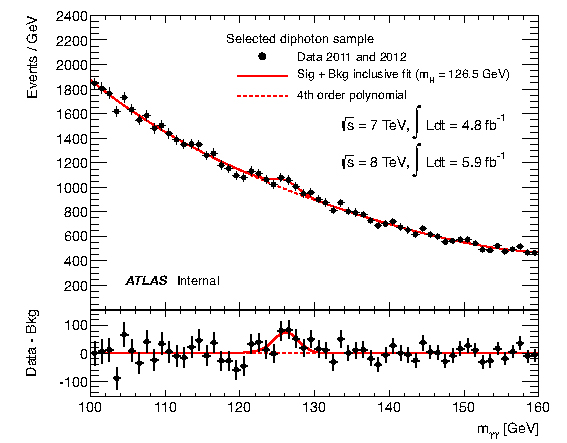 Events / GeV
2400
2200
2000
1800
1600
1400
1200
1000
800
600
400
200
Selected diphoton sample
Data 2011 and 2012
Sig + Bkg inclusive fit (m_H = 126.5 GeV)
4th order polynomial
√s = 7 TeV, ∫ Ldt = 4.8 fb⁻¹
√s = 8 TeV, ∫ Ldt = 5.9 fb⁻¹
ATLAS Internal
Data - Bkg
100
0
-100
100 110 120 130 140 150 160
m_γγ [GeV]